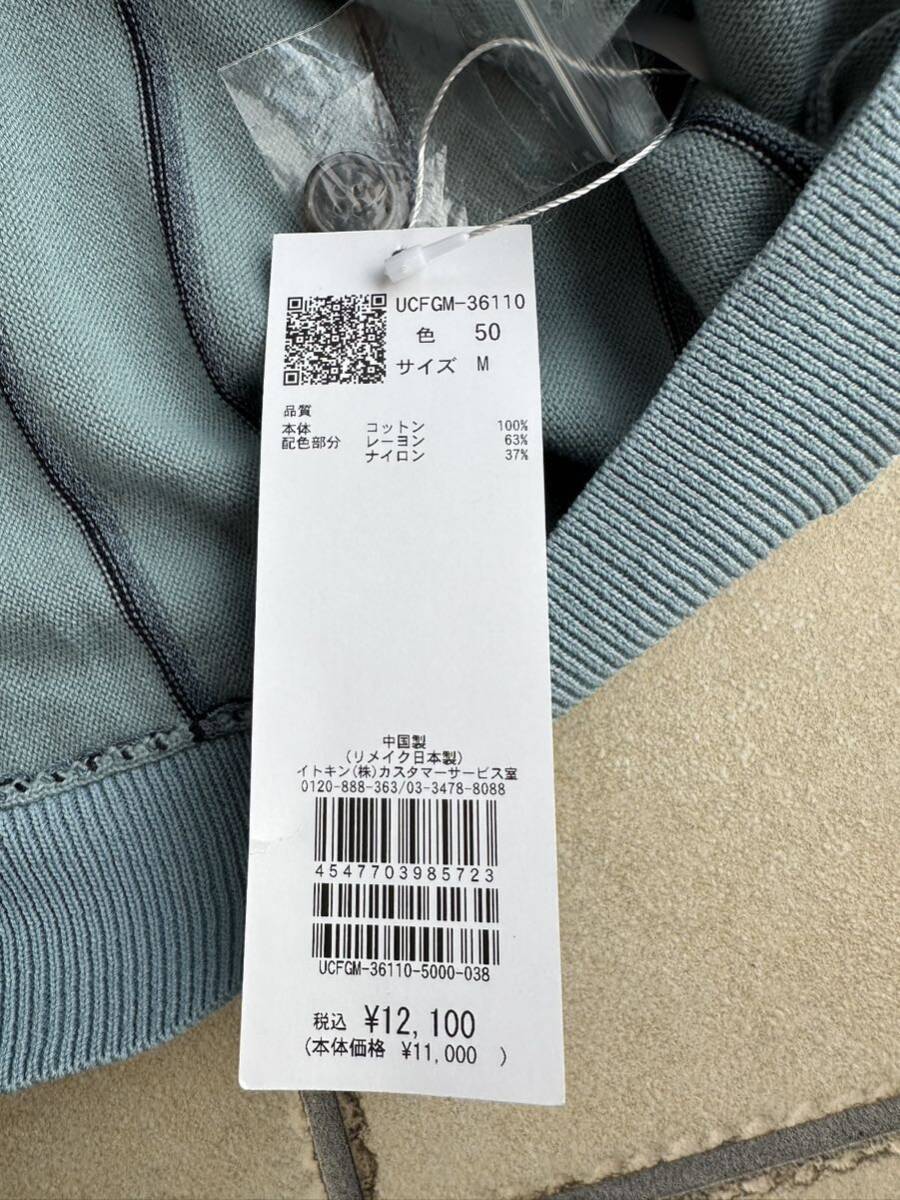 UCFGM-36110
色 50
サイズ M
品質
本体 コットン 100%
配色部分 レーヨン 63%
ナイロン 37%
中国製
(リメイク日本製)
イトキン(株)カスタマーサービス室
0120-888-363/03-3478-8088
4547703985723
UCFGM-36110-5000-038
税込 ¥12,100
(本体価格 ¥11,000 )